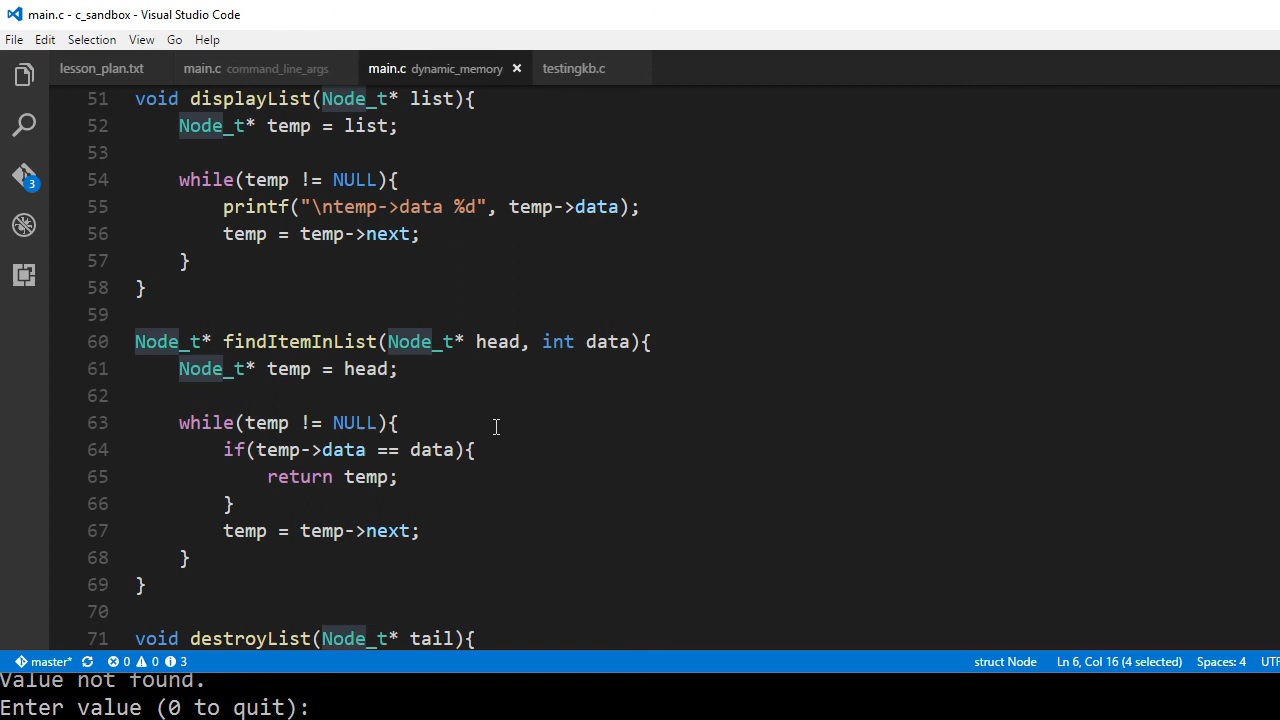 main.c - c_sandbox - Visual Studio Code
File Edit Selection View Go Help
lesson_plan.txt main.c command_line_args main.c dynamic_memory × testingkb.c
51 void displayList(Node_t* list){
52 Node_t* temp = list;
53
54 while(temp != NULL){
55 printf("\ntemp->data %d", temp->data);
56 temp = temp->next;
57 }
58 }
59
60 Node_t* findItemInList(Node_t* head, int data){
61 Node_t* temp = head;
62
63 while(temp != NULL){
64 if(temp->data == data){
65 return temp;
66 }
67 temp = temp->next;
68 }
69 }
70
71 void destroyList(Node_t* tail){
3
master* 0 0 3 struct Node Ln 6, Col 16 (4 selected) Spaces: 4 UTF
Value not found.
Enter value (0 to quit):